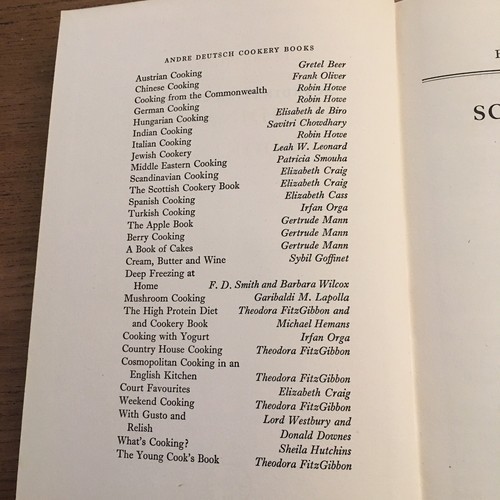 ANDRE DEUTSCH COOKERY BOOKS
Austrian Cooking Gretel Beer
Chinese Cooking Frank Oliver
Cooking from the Commonwealth Robin Howe
German Cooking Robin Howe
Hungarian Cooking Elisabeth de Biro
Indian Cooking Savitri Chowdhary
Italian Cooking Robin Howe
Jewish Cookery Leah W. Leonard
Middle Eastern Cooking Patricia Smouha
Scandinavian Cooking Elizabeth Craig
The Scottish Cookery Book Elizabeth Craig
Spanish Cooking Elizabeth Cass
Turkish Cooking Irfan Orga
The Apple Book Gertrude Mann
Berry Cooking Gertrude Mann
A Book of Cakes Gertrude Mann
Cream, Butter and Wine Sybil Goffinet
Deep Freezing at
Home F. D. Smith and Barbara Wilcox
Mushroom Cooking Garibaldi M. Lapolla
The High Protein Diet Theodora FitzGibbon and
and Cookery Book Michael Hemans
Cooking with Yogurt Irfan Orga
Country House Cooking Theodora FitzGibbon
Cosmopolitan Cooking in an
English Kitchen Theodora FitzGibbon
Court Favourites Elizabeth Craig
Weekend Cooking Theodora FitzGibbon
With Gusto and Lord Westbury and
Relish Donald Downes
What's Cooking? Sheila Hutchins
The Young Cook's Book Theodora FitzGibbon
SC